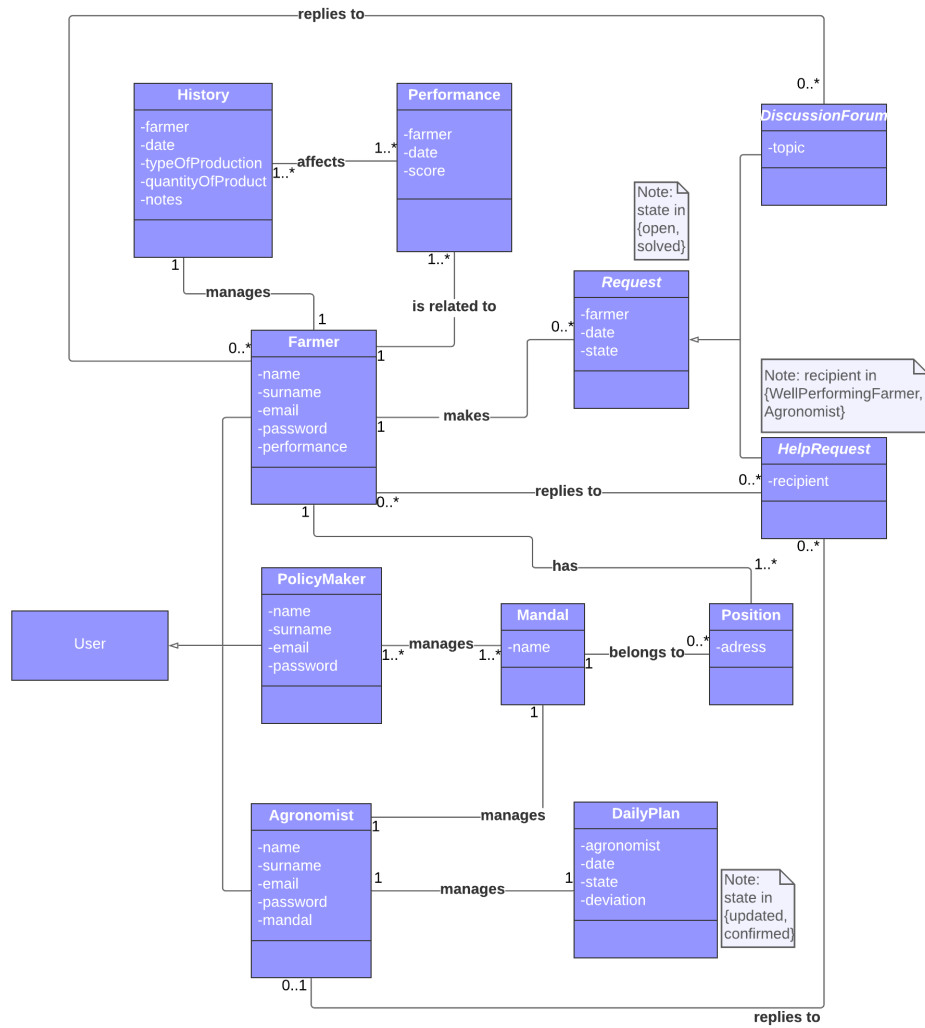 replies to
0..*
History
-farmer
-date
-typeOfProduction
-quantityOfProduct
-notes
Performance
-farmer
-date
-score
DiscussionForum
-topic
1..*
affects
1..*
Note:
state in
{open,
solved}
1
manages
1
1..*
is related to
1
Request
-farmer
-date
-state
0..*
0..*
Farmer
-name
-surname
-email
-password
-performance
makes
1
Note: recipient in
{WellPerformingFarmer,
Agronomist}
HelpRequest
-recipient
0..*
replies to
0..*
1
has
1..*
0..*
PolicyMaker
-name
-surname
-email
-password
User
manages
1..*
1..*
Mandal
-name
belongs to
1
0..*
Position
-adress
1
manages
1
Agronomist
-name
-surname
-email
-password
-mandal
1
manages
1
DailyPlan
-agronomist
-date
-state
-deviation
Note:
state in
{updated,
confirmed}
0..1
replies to